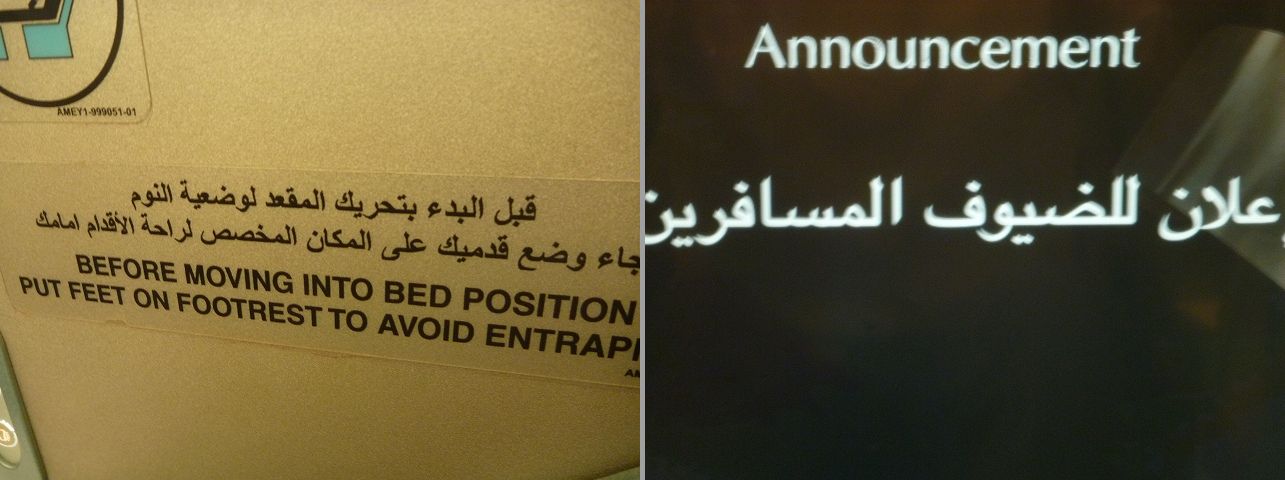 AMEY1-999051-01
قبل البدء بتحريك المقعد لوضعية النوم
وضع قدميك على المكان المخصص لراحة الأقدام امامك
BEFORE MOVING INTO BED POSITION
PUT FEET ON FOOTREST TO AVOID
Announcement
للضيوف المسافرين